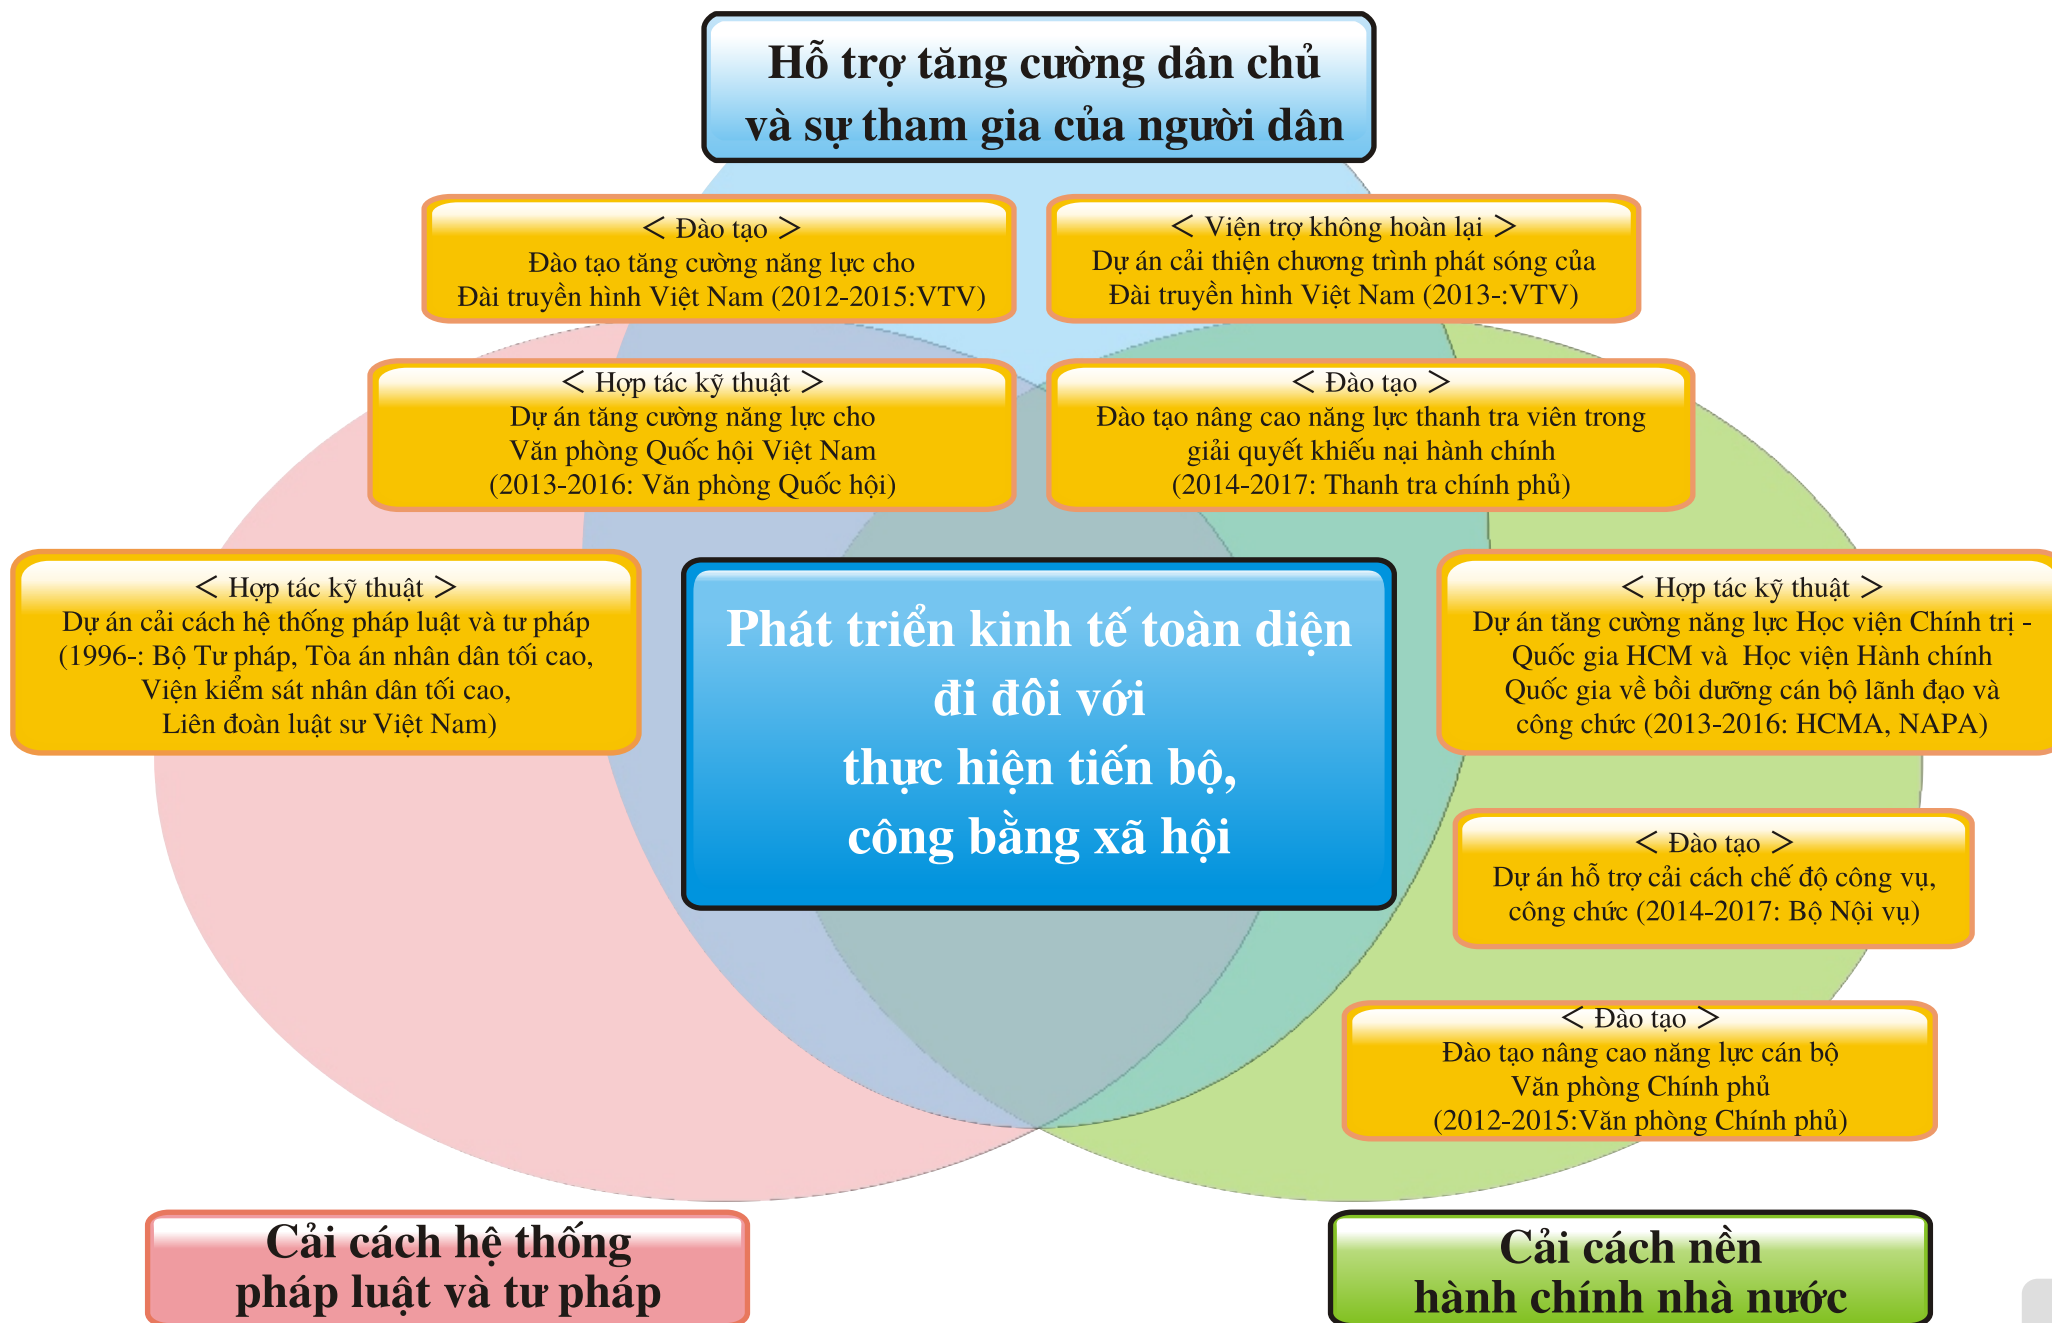 Hỗ trợ tăng cường dân chủ
và sự tham gia của người dân
< Đào tạo >
Đào tạo tăng cường năng lực cho
Đài truyền hình Việt Nam (2012-2015:VTV)
< Viện trợ không hoàn lại >
Dự án cải thiện chương trình phát sóng của
Đài truyền hình Việt Nam (2013-:VTV)
< Hợp tác kỹ thuật >
Dự án tăng cường năng lực cho
Văn phòng Quốc hội Việt Nam
(2013-2016: Văn phòng Quốc hội)
< Đào tạo >
Đào tạo nâng cao năng lực thanh tra viên trong
giải quyết khiếu nại hành chính
(2014-2017: Thanh tra chính phủ)
< Hợp tác kỹ thuật >
Dự án cải cách hệ thống pháp luật và tư pháp
(1996-: Bộ Tư pháp, Tòa án nhân dân tối cao,
Viện kiểm sát nhân dân tối cao,
Liên đoàn luật sư Việt Nam)
Phát triển kinh tế toàn diện
đi đôi với
thực hiện tiến bộ,
công bằng xã hội
< Hợp tác kỹ thuật >
Dự án tăng cường năng lực Học viện Chính trị -
Quốc gia HCM và Học viện Hành chính
Quốc gia về bồi dưỡng cán bộ lãnh đạo và
công chức (2013-2016: HCMA, NAPA)
< Đào tạo >
Dự án hỗ trợ cải cách chế độ công vụ,
công chức (2014-2017: Bộ Nội vụ)
< Đào tạo >
Đào tạo nâng cao năng lực cán bộ
Văn phòng Chính phủ
(2012-2015:Văn phòng Chính phủ)
Cải cách hệ thống
pháp luật và tư pháp
Cải cách nền
hành chính nhà nước